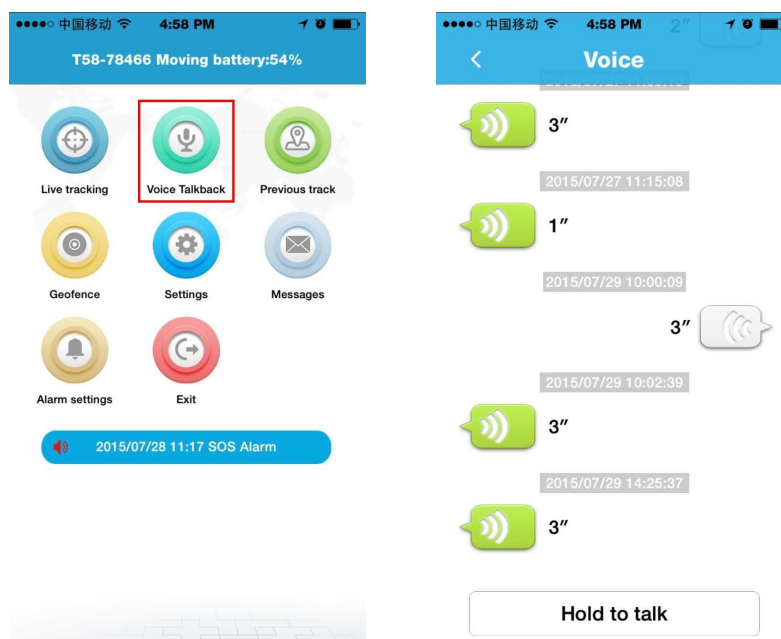 中国移动 4:58 PM
T58-78466 Moving battery:54%
Live tracking Voice Talkback Previous track
Geofence Settings Messages
Alarm settings Exit
2015/07/28 11:17 SOS Alarm
中国移动 4:58 PM 2″
Voice
3″
2015/07/27 11:15:08
1″
2015/07/29 10:00:09
3″
2015/07/29 10:02:39
3″
2015/07/29 14:25:37
3″
Hold to talk